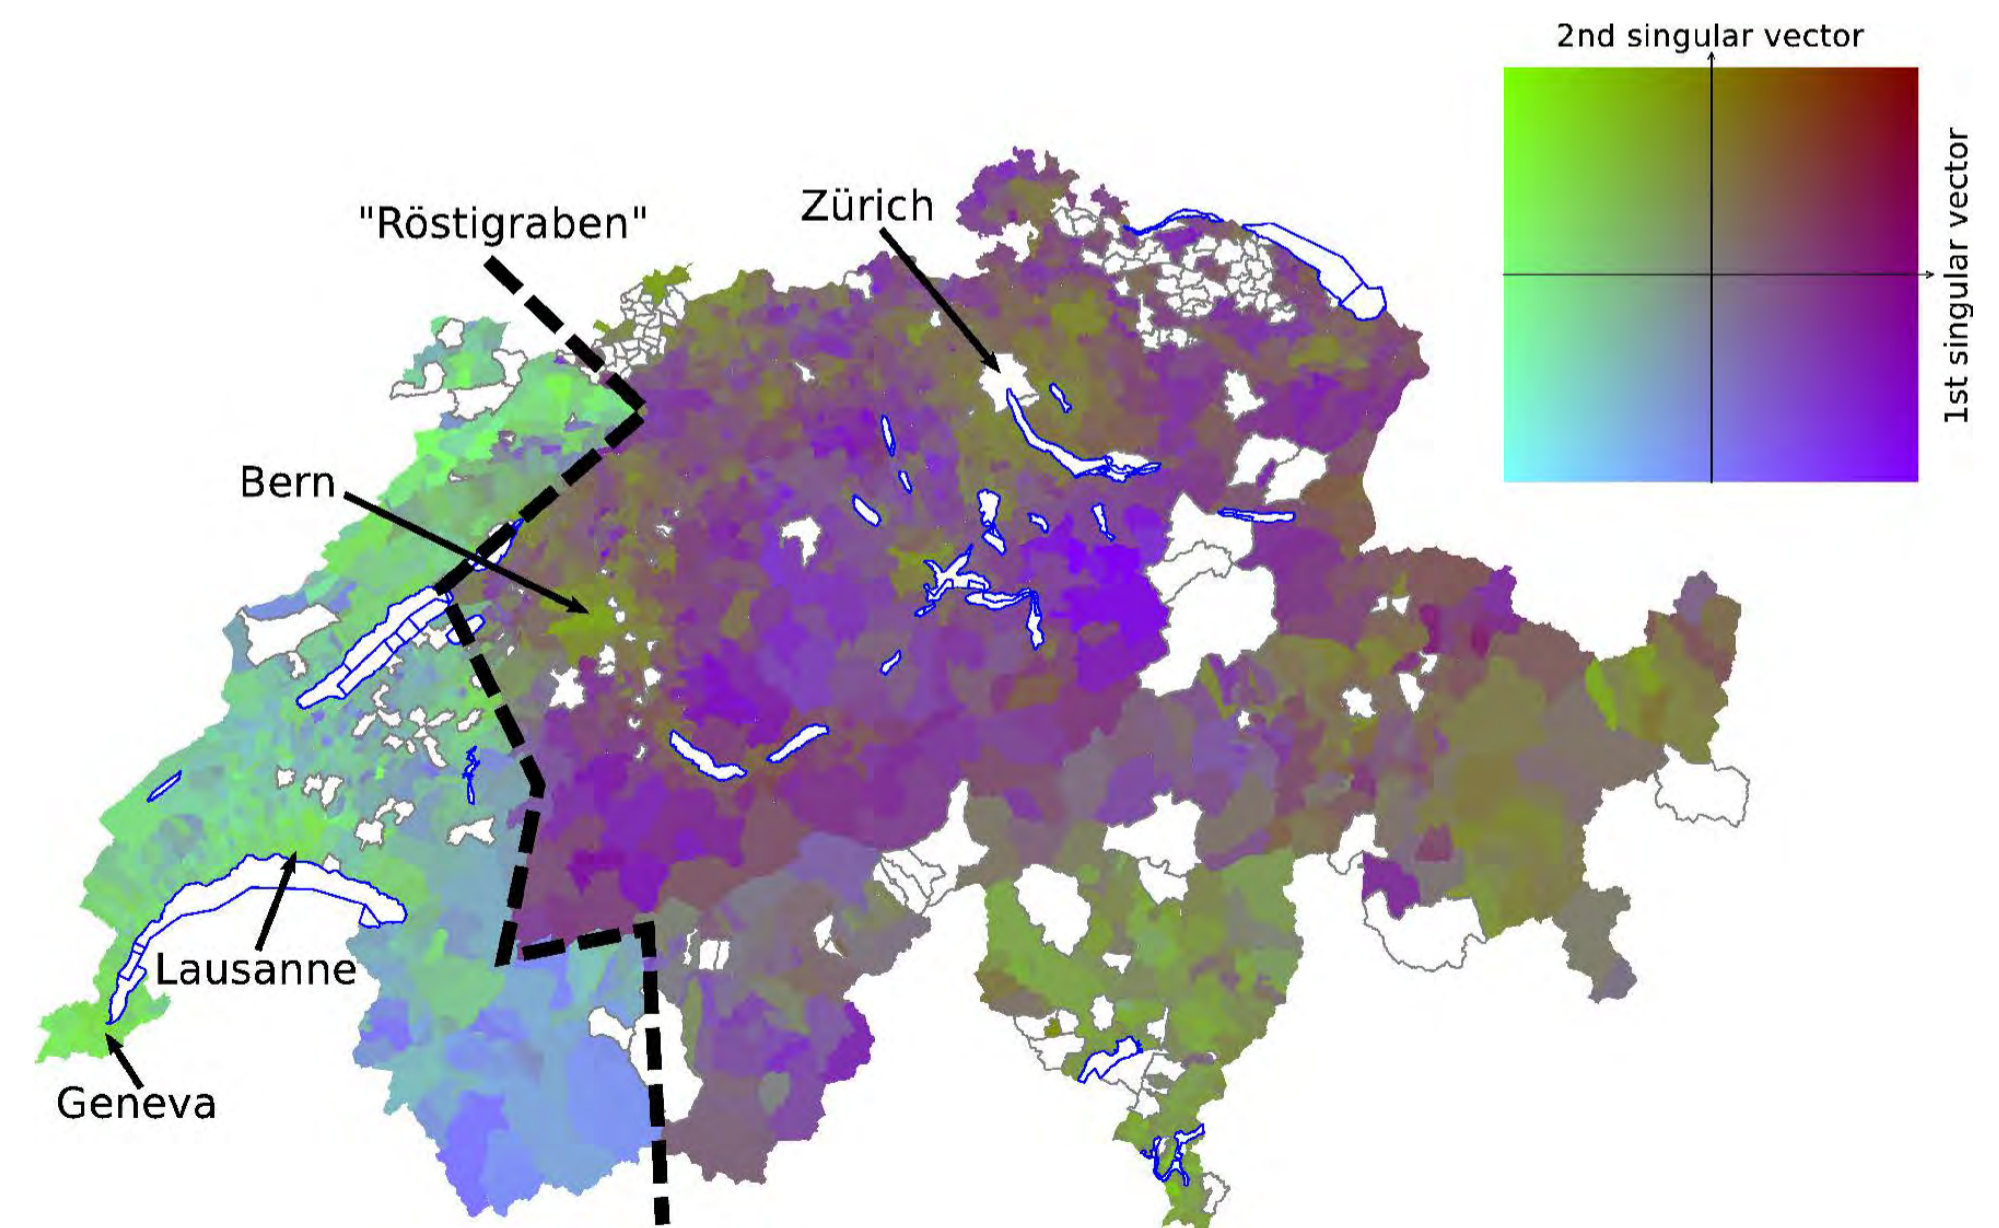 2nd singular vector
1st singular vector
"Röstigraben"
Zürich
Bern
Lausanne
Geneva